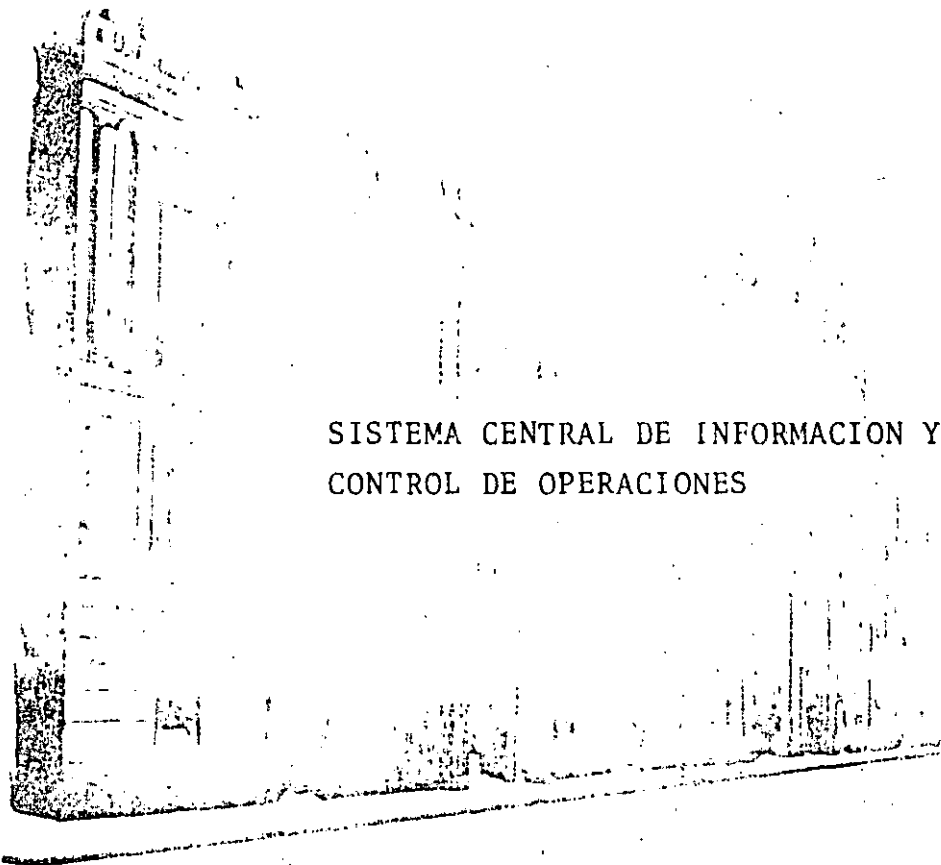 SISTEMA CENTRAL DE INFORMACION Y
CONTROL DE OPERACIONES